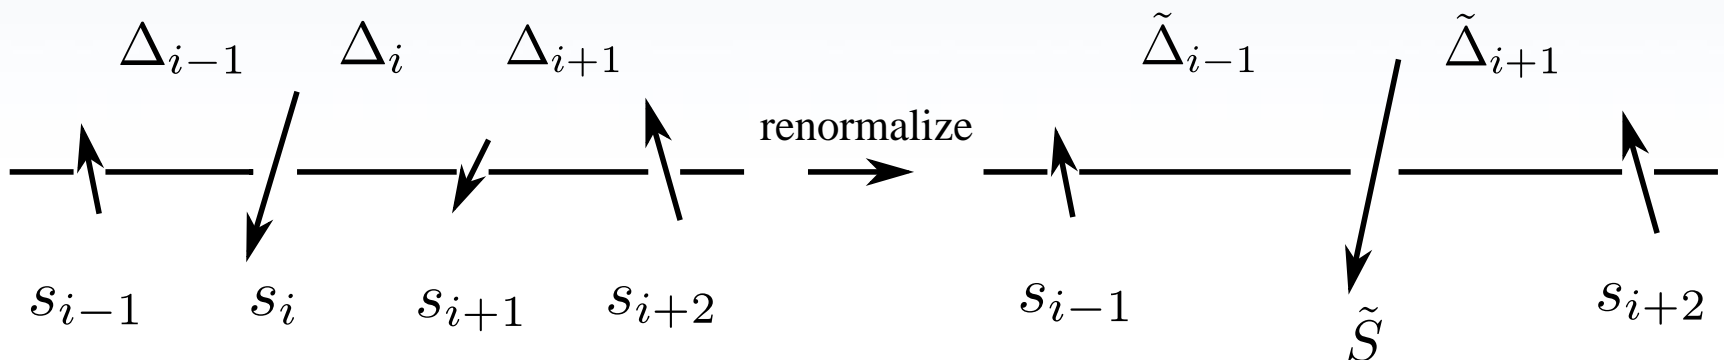 Δ_{i−1} Δ_i Δ_{i+1} Δ̃_{i−1} Δ̃_{i+1}
renormalize
s_{i−1} s_i s_{i+1} s_{i+2} s_{i−1} S̃ s_{i+2}